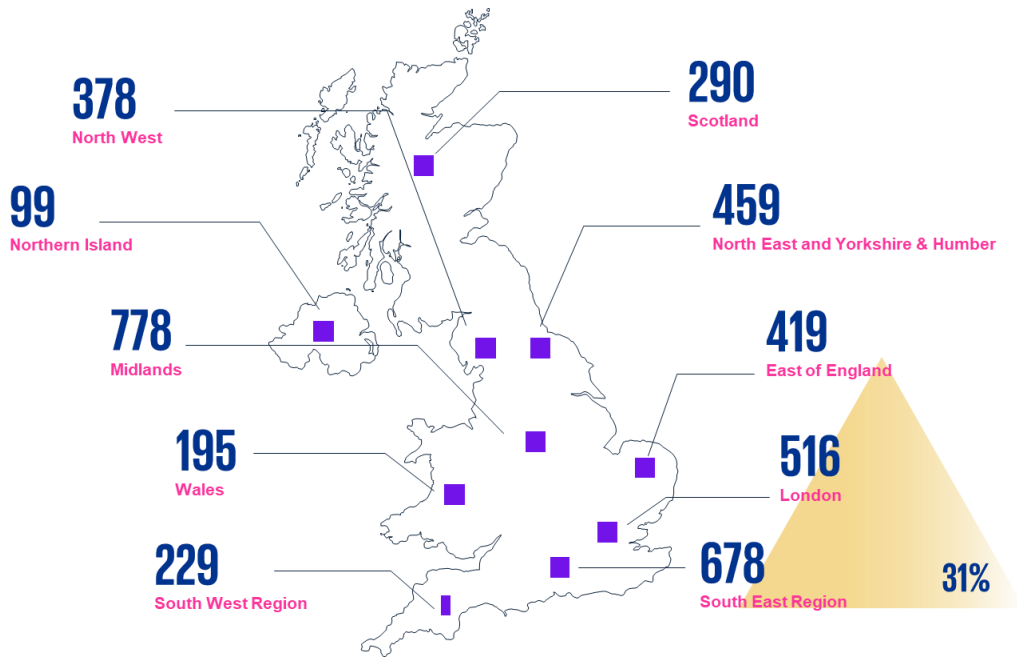 378
North West
290
Scotland
99
Northern Island
459
North East and Yorkshire & Humber
778
Midlands
419
East of England
195
Wales
516
London
229
South West Region
678
South East Region
31%